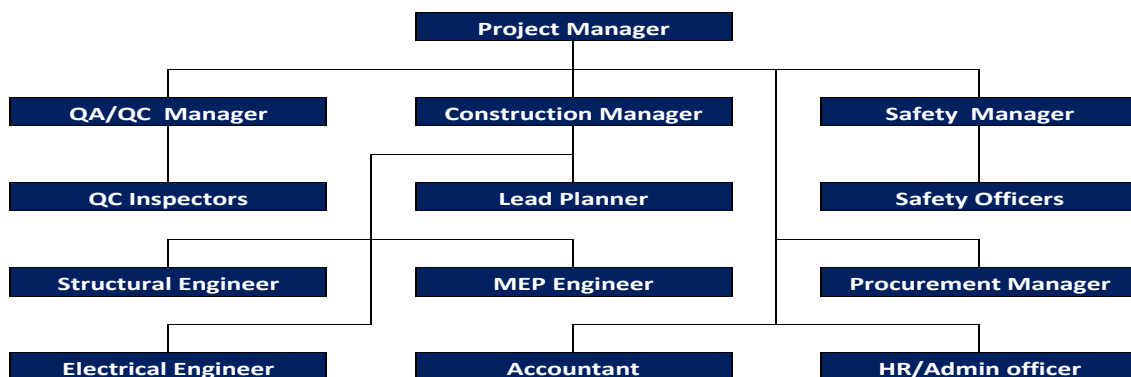 Project Manager
QA/QC  Manager
Construction Manager
Safety  Manager
QC Inspectors
Lead Planner
Safety Officers
Structural Engineer
MEP Engineer
Procurement Manager
Electrical Engineer
Accountant
HR/Admin officer